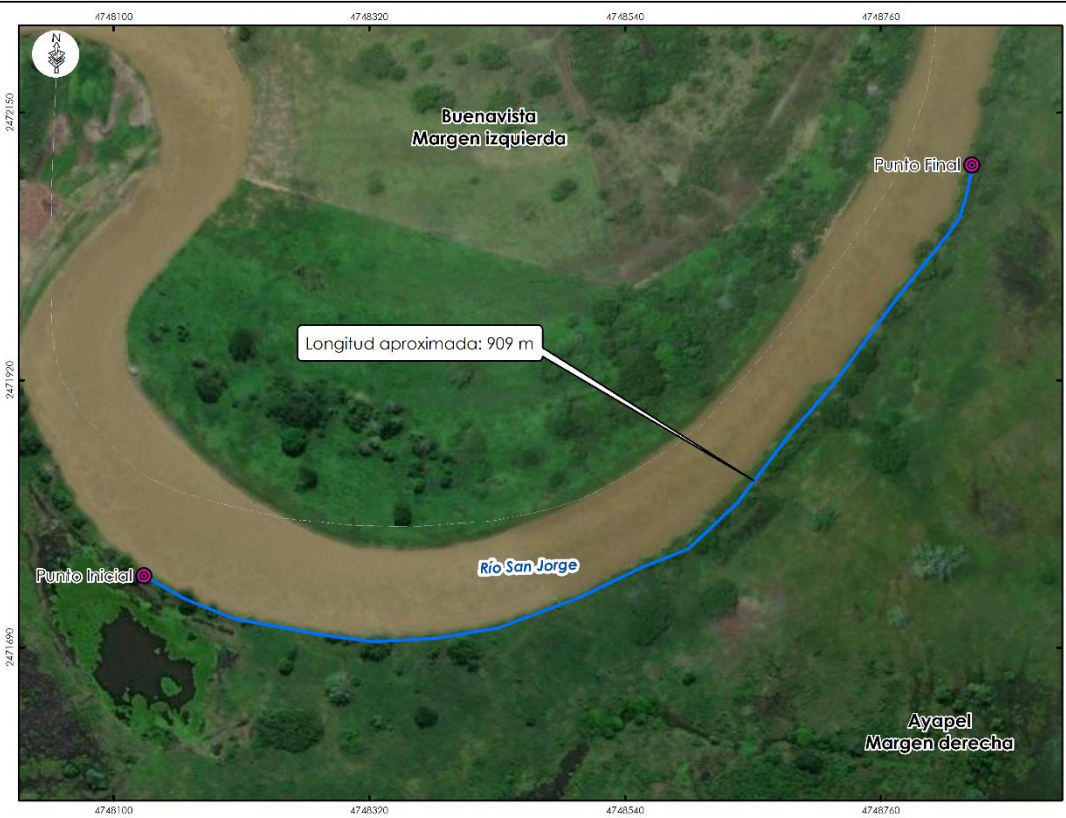 4748100 4748320 4748540 4748760
N
2472150
Buenavista
Margen izquierda
Punto Final
Longitud aproximada: 909 m
2471920
Río San Jorge
Punto Inicial
2471690
Ayapel
Margen derecha
4748100 4748320 4748540 4748760